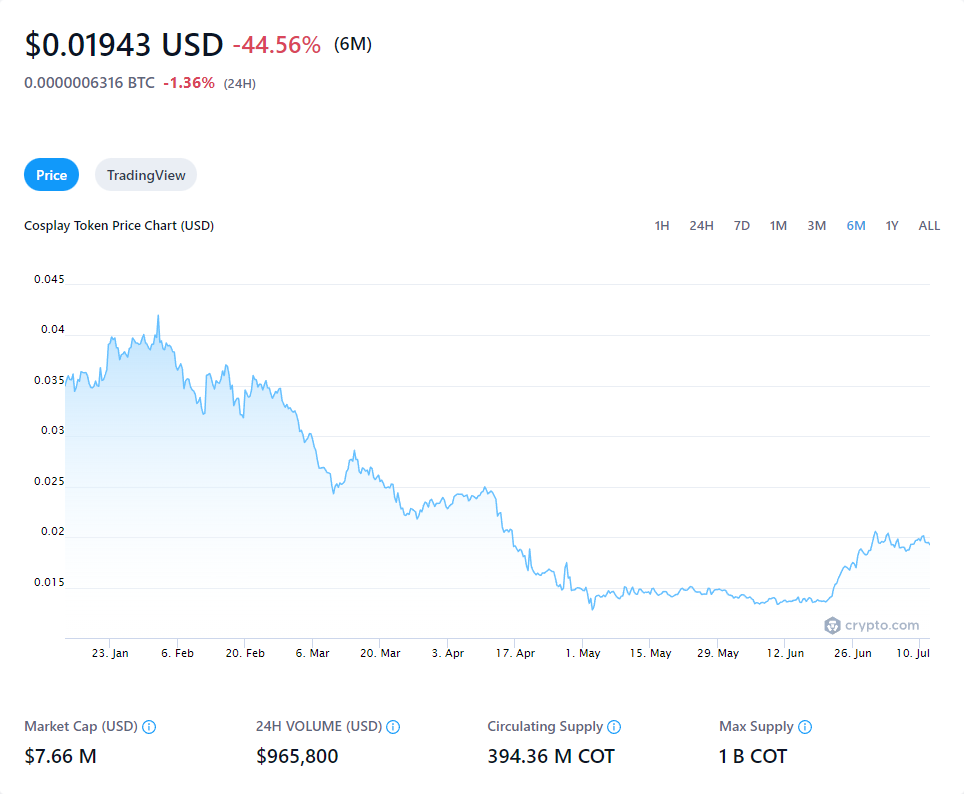 $0.01943 USD -44.56% (6M)
0.0000006316 BTC -1.36% (24H)
Price TradingView
Cosplay Token Price Chart (USD) 1H 24H 7D 1M 3M 6M 1Y ALL
0.045
0.04
0.035
0.03
0.025
0.02
0.015
crypto.com
23. Jan 6. Feb 20. Feb 6. Mar 20. Mar 3. Apr 17. Apr 1. May 15. May 29. May 12. Jun 26. Jun 10. Jul
Market Cap (USD) 24H VOLUME (USD) Circulating Supply Max Supply
$7.66 M $965,800 394.36 M COT 1 B COT